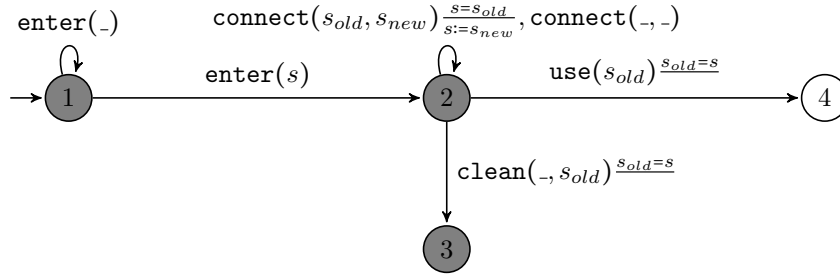 enter(_)
connect(s_old, s_new) s=s_old / s:=s_new, connect(_, _)
enter(s)
use(s_old) s_old=s
1
2
4
clean(_, s_old) s_old=s
3